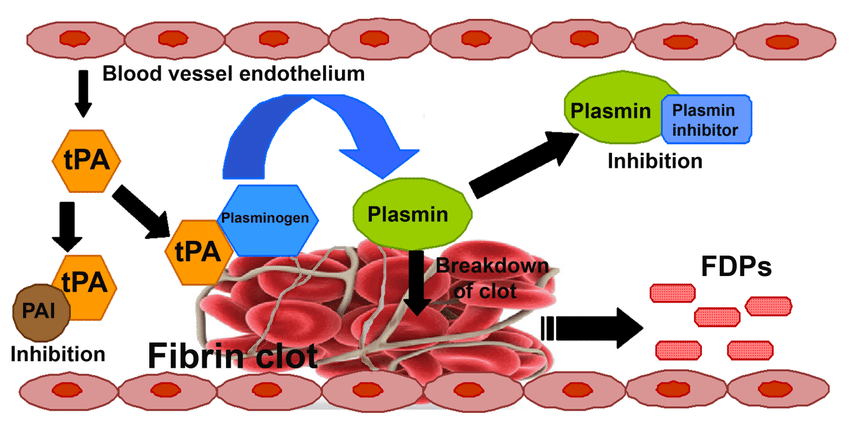 Blood vessel endothelium
tPA
tPA
PAI
Inhibition
tPA
Plasminogen
Plasmin
Plasmin
Plasmin
inhibitor
Inhibition
Breakdown
of clot
Fibrin clot
FDPs